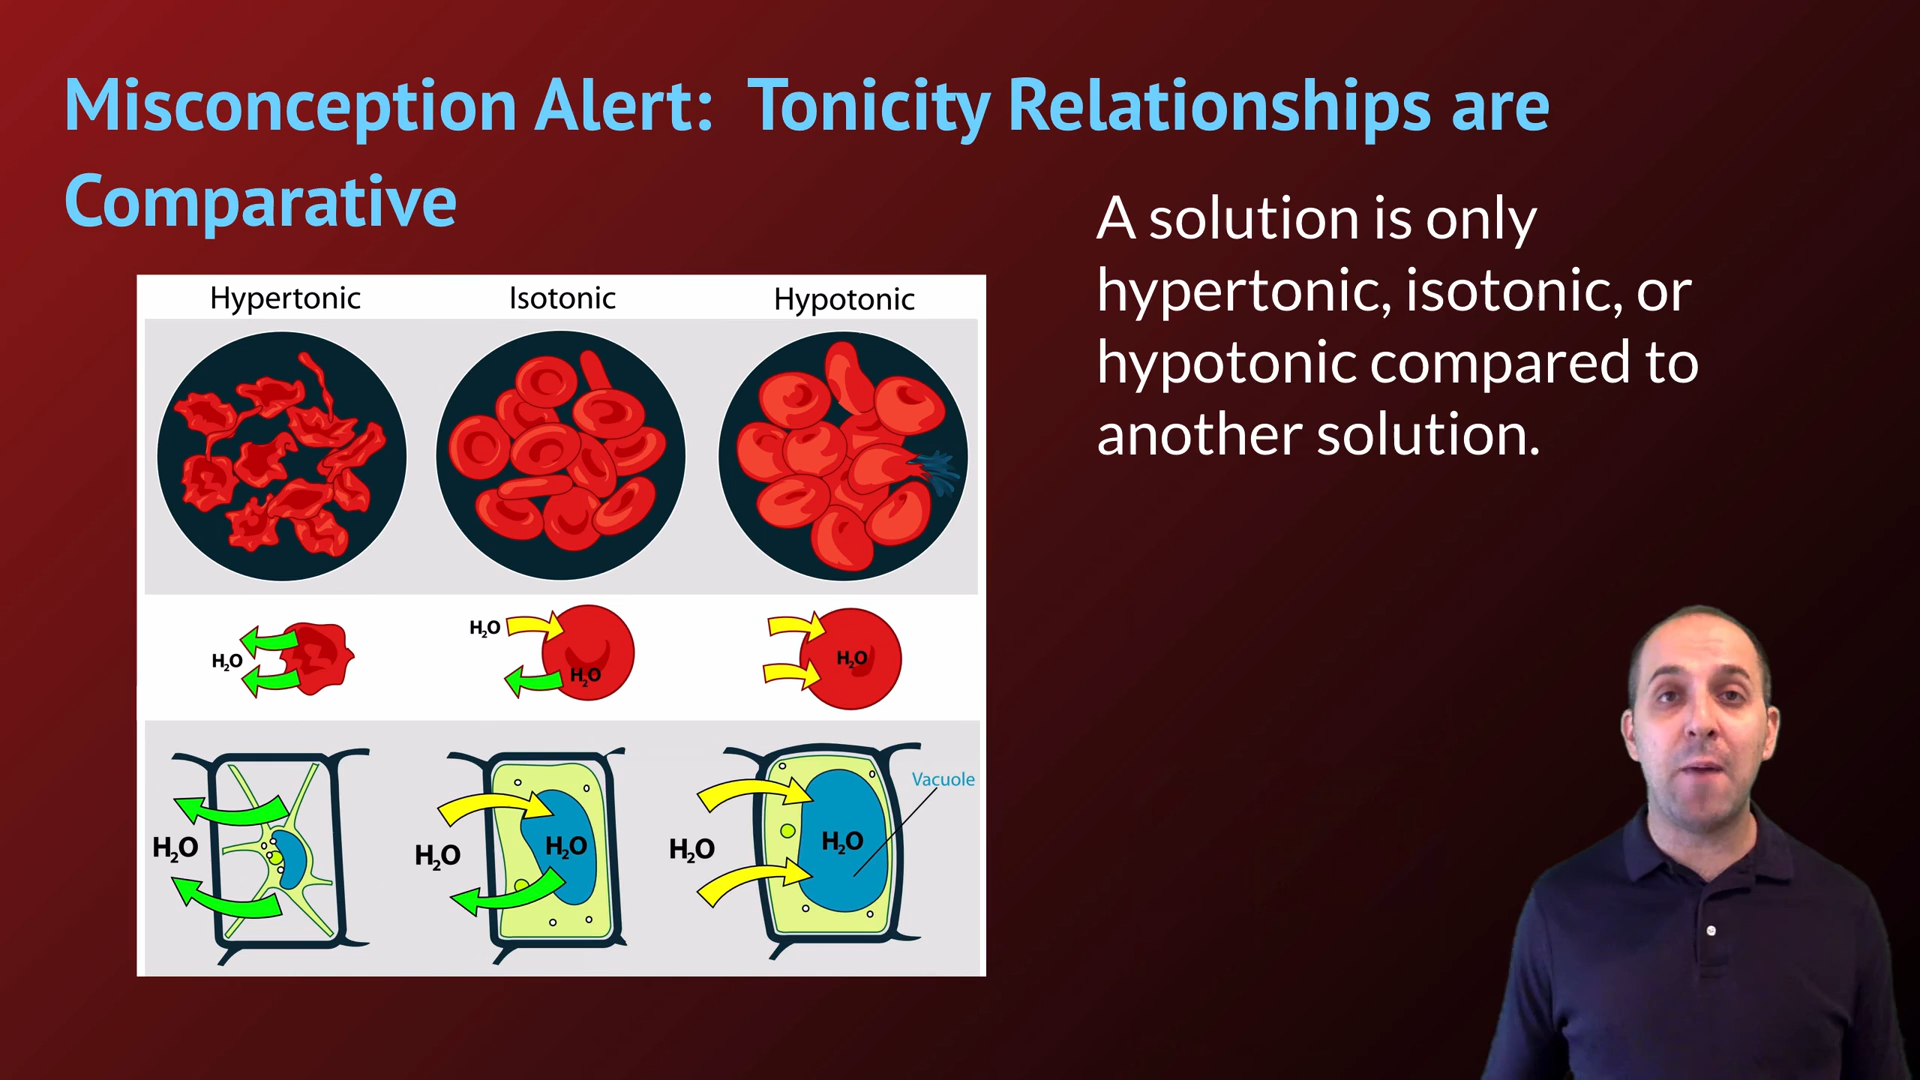 Misconception Alert:  Tonicity Relationships are
Comparative
A solution is only
hypertonic, isotonic, or
hypotonic compared to
another solution.
Hypertonic
Isotonic
Hypotonic
H₂O
H₂O
H₂O
H₂O
H₂O
H₂O
H₂O
H₂O
H₂O
Vacuole